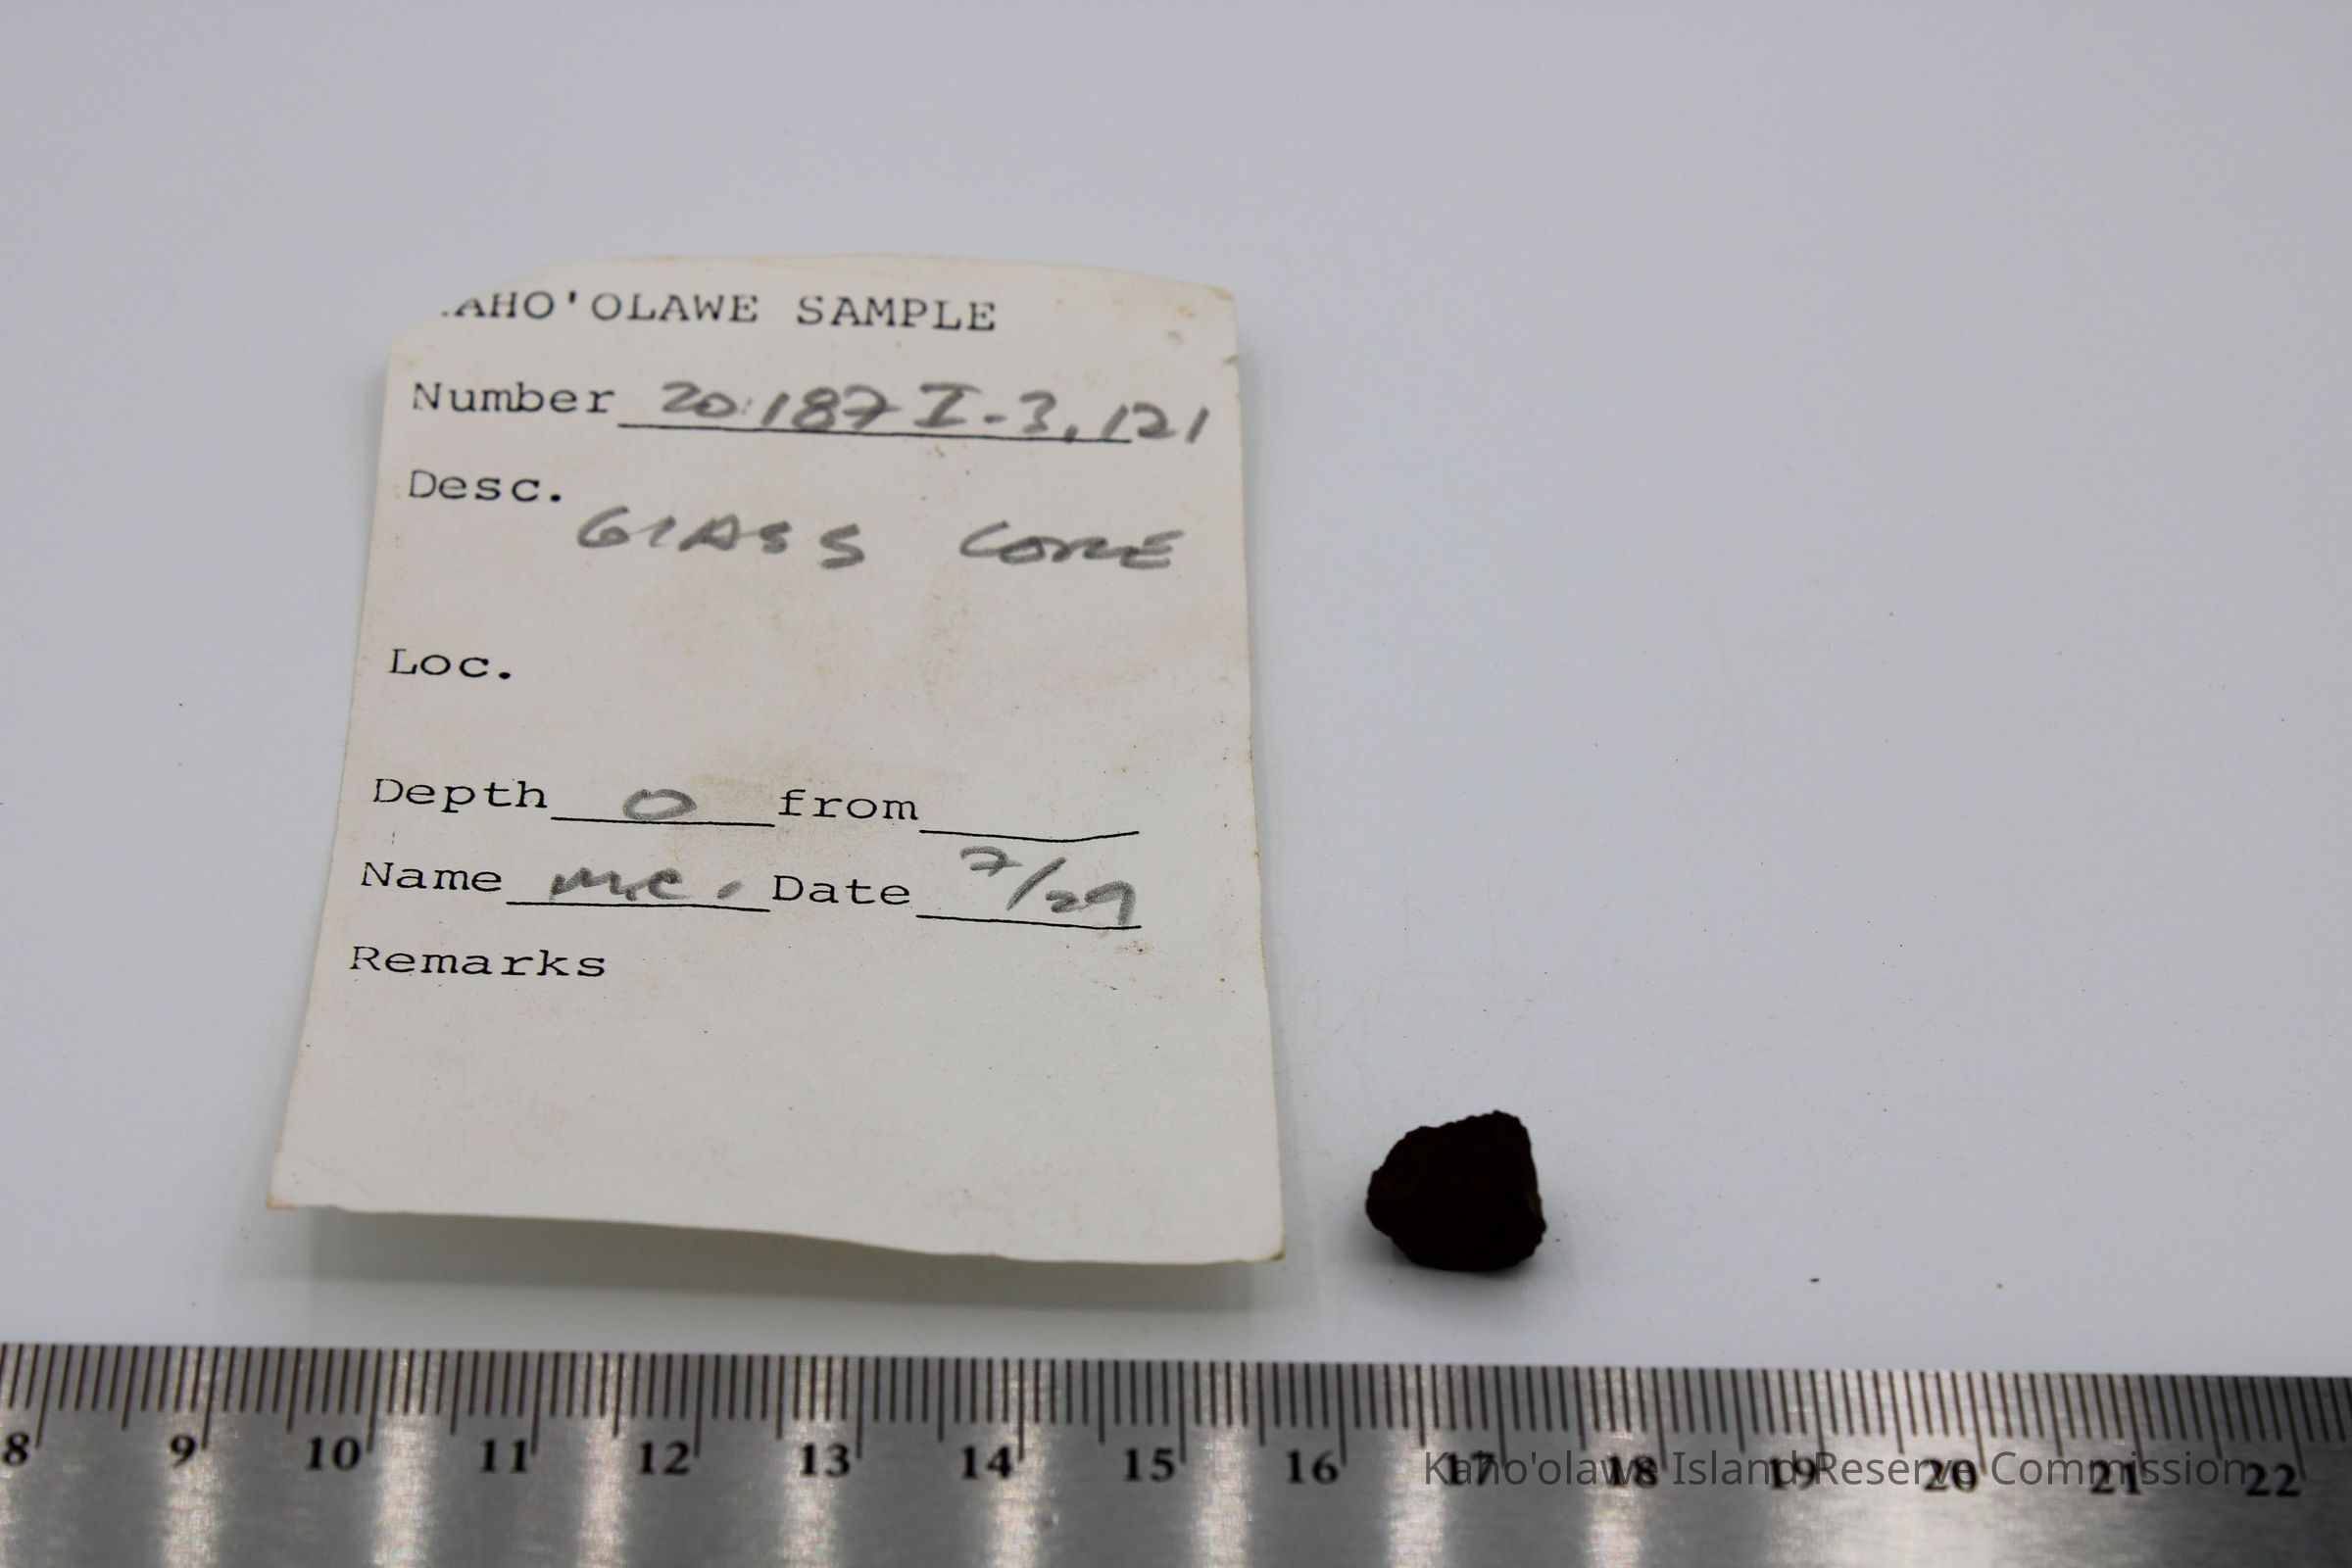 KAHO'OLAWE SAMPLE
Number 20 187 I-3, 121
Desc.
GLASS CORE
Loc.
Depth 0 from
Name M.C. Date 7/29
Remarks
8 9 10 11 12 13 14 15 16 17 18 19 20 21 22
Kaho'olawe Island Reserve Commission